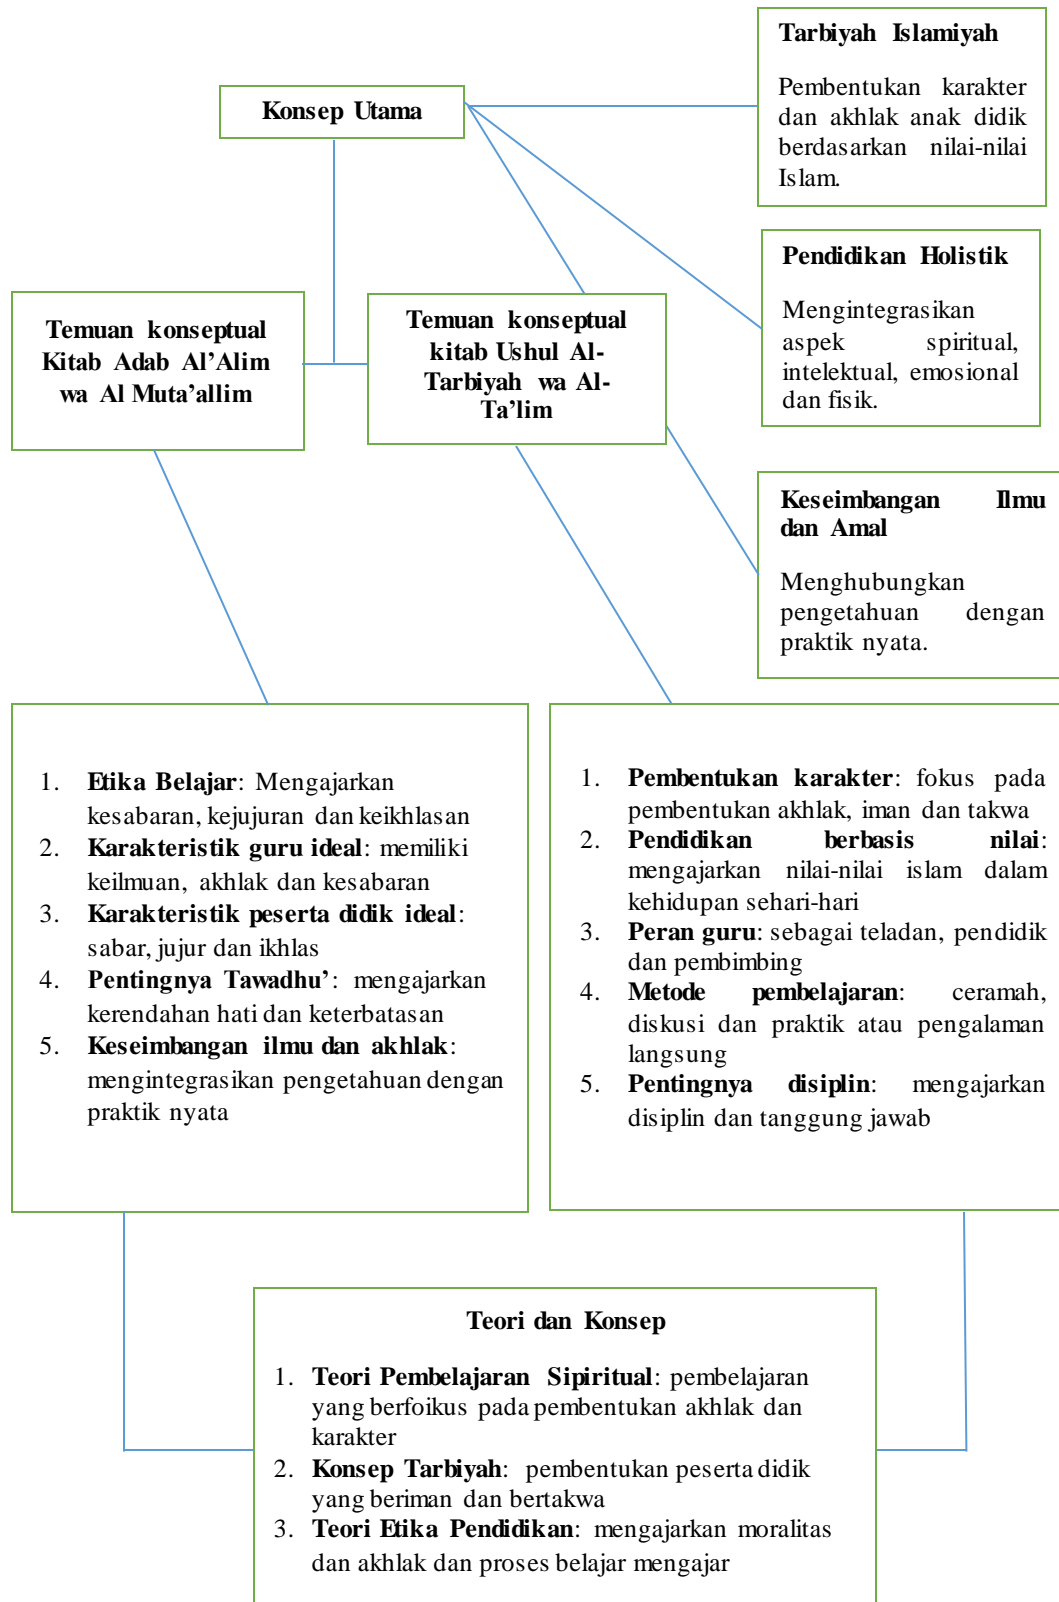 Tarbiyah Islamiyah
Pembentukan karakter
dan akhlak anak didik
berdasarkan nilai-nilai
Islam.
Konsep Utama
Pendidikan Holistik
Mengintegrasikan
aspek spiritual,
intelektual, emosional
dan fisik.
Temuan konseptual
Kitab Adab Al’Alim
wa Al Muta’allim
Temuan konseptual
kitab Ushul Al-
Tarbiyah wa Al-
Ta’lim
Keseimbangan Ilmu
dan Amal
Menghubungkan
pengetahuan dengan
praktik nyata.
1. Etika Belajar: Mengajarkan
kesabaran, kejujuran dan keikhlasan
2. Karakteristik guru ideal: memiliki
keilmuan, akhlak dan kesabaran
3. Karakteristik peserta didik ideal:
sabar, jujur dan ikhlas
4. Pentingnya Tawadhu’: mengajarkan
kerendahan hati dan keterbatasan
5. Keseimbangan ilmu dan akhlak:
mengintegrasikan pengetahuan dengan
praktik nyata
1. Pembentukan karakter: fokus pada
pembentukan akhlak, iman dan takwa
2. Pendidikan berbasis nilai:
mengajarkan nilai-nilai islam dalam
kehidupan sehari-hari
3. Peran guru: sebagai teladan, pendidik
dan pembimbing
4. Metode pembelajaran: ceramah,
diskusi dan praktik atau pengalaman
langsung
5. Pentingnya disiplin: mengajarkan
disiplin dan tanggung jawab
Teori dan Konsep
1. Teori Pembelajaran Sipiritual: pembelajaran
yang berfoikus pada pembentukan akhlak dan
karakter
2. Konsep Tarbiyah: pembentukan peserta didik
yang beriman dan bertakwa
3. Teori Etika Pendidikan: mengajarkan moralitas
dan akhlak dan proses belajar mengajar